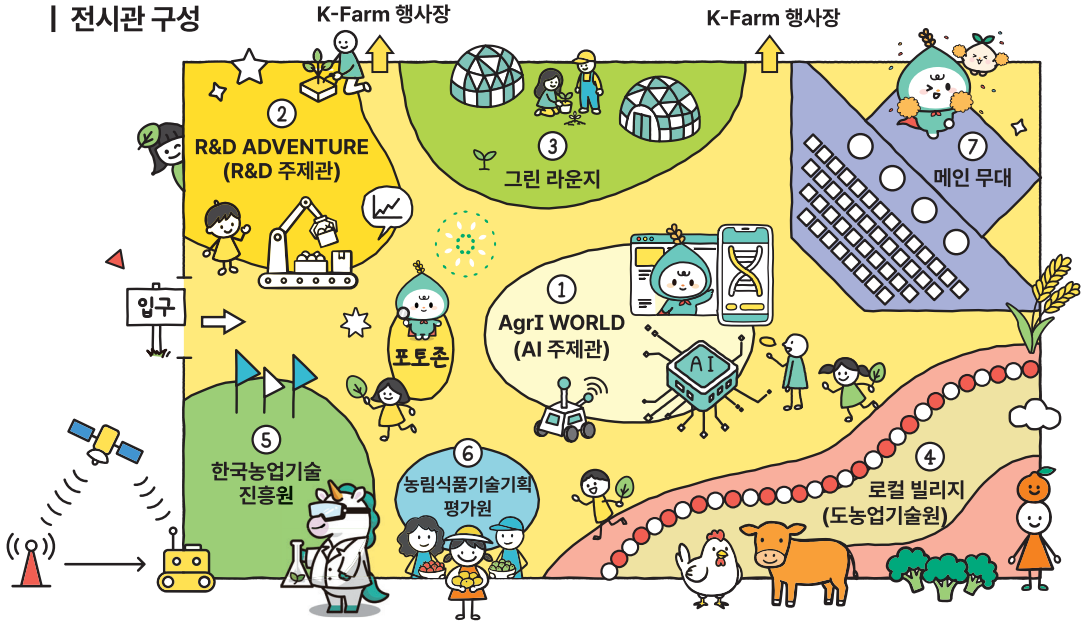 전시관 구성
K-Farm 행사장
K-Farm 행사장
②
R&D ADVENTURE
(R&D 주제관)
③
그린 라운지
⑦
메인 무대
입구
포토존
①
AgrI WORLD
(AI 주제관)
AI
⑤
한국농업기술
진흥원
⑥
농림식품기술기획
평가원
④
로컬 빌리지
(도농업기술원)